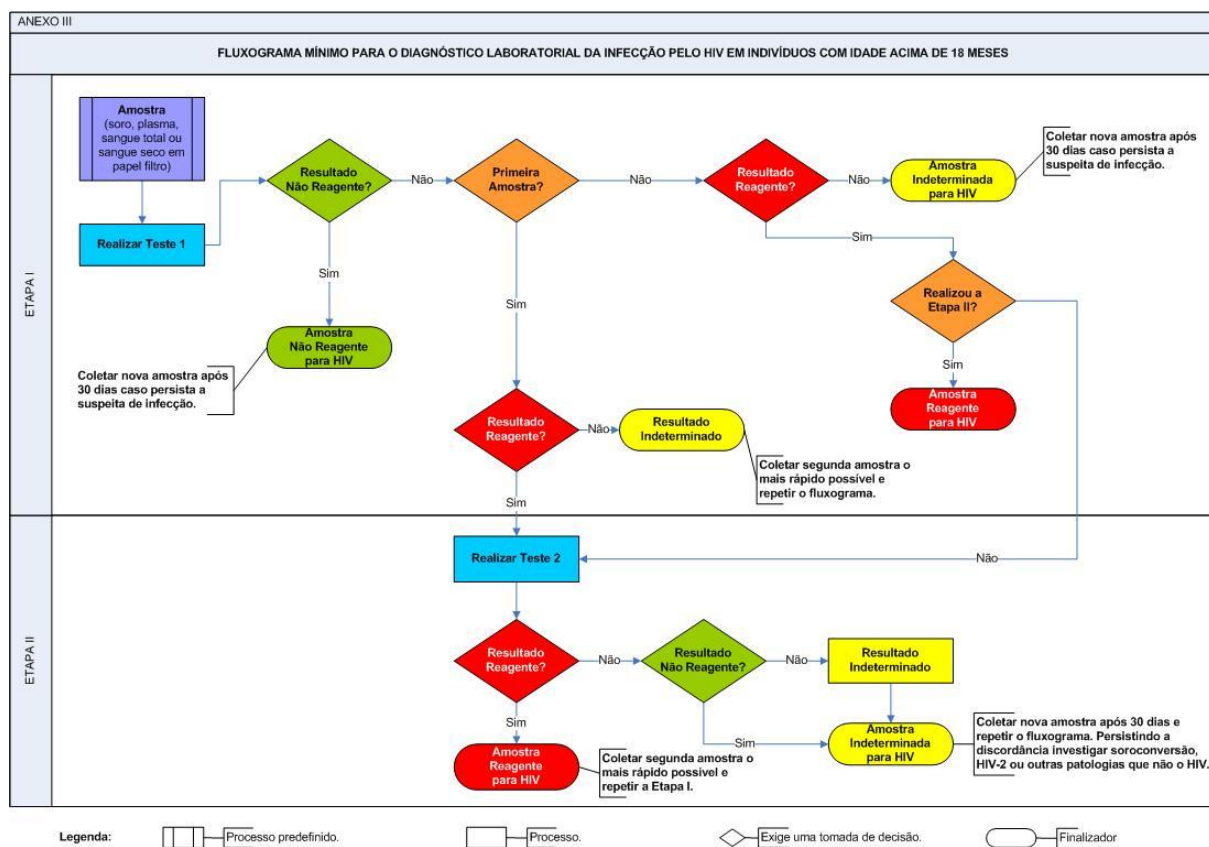 ANEXO III
FLUXOGRAMA MÍNIMO PARA O DIAGNÓSTICO LABORATORIAL DA INFECÇÃO PELO HIV EM INDIVÍDUOS COM IDADE ACIMA DE 18 MESES
ETAPA I
Amostra
(soro, plasma,
sangue total ou
sangue seco em
papel filtro)
Realizar Teste 1
Resultado
Não Reagente?
Não
Primeira
Amostra?
Não
Resultado
Reagente?
Não
Amostra
Indeterminada
para HIV
Coletar nova amostra após
30 dias caso persista a
suspeita de infecção.
Sim
Amostra
Não Reagente
para HIV
Coletar nova amostra após
30 dias caso persista a
suspeita de infecção.
Sim
Sim
Realizou a
Etapa II?
Sim
Amostra
Reagente
para HIV
Resultado
Reagente?
Não
Resultado
Indeterminado
Coletar segunda amostra o
mais rápido possível e
repetir o fluxograma.
Sim
ETAPA II
Realizar Teste 2
Não
Resultado
Reagente?
Não
Resultado
Não Reagente?
Não
Resultado
Indeterminado
Sim
Amostra
Reagente
para HIV
Coletar segunda amostra o
mais rápido possível e
repetir a Etapa I.
Sim
Amostra
Indeterminada
para HIV
Coletar nova amostra após 30 dias e
repetir o fluxograma. Persistindo a
discordância investigar soroconversão,
HIV-2 ou outras patologias que não o HIV.
Legenda:
Processo predefinido.
Processo.
Exige uma tomada de decisão.
Finalizador